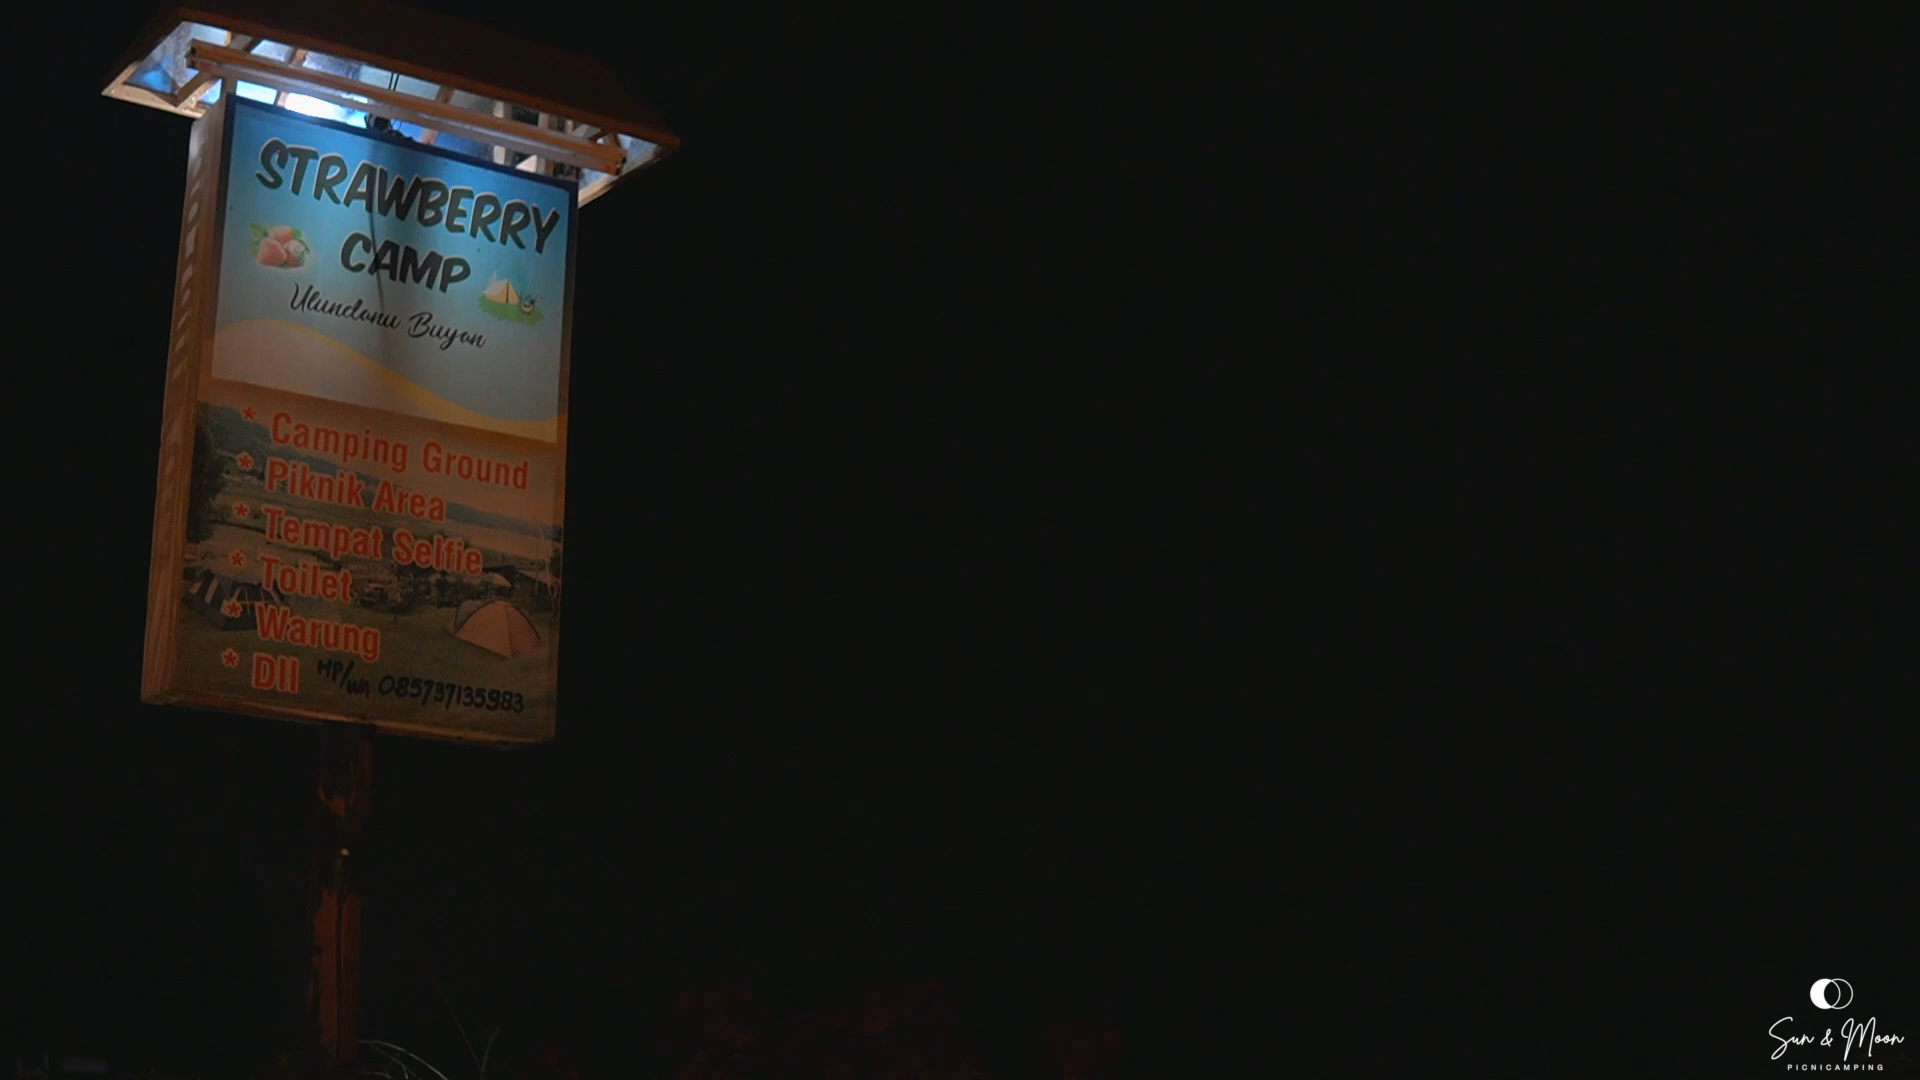 STRAWBERRY
CAMP
Ulundanu Buyan
* Camping Ground
* Piknik Area
* Tempat Selfie
* Toilet
* Warung
* Dll HP/WA 085737135983
Sun & Moon
PICNICAMPING